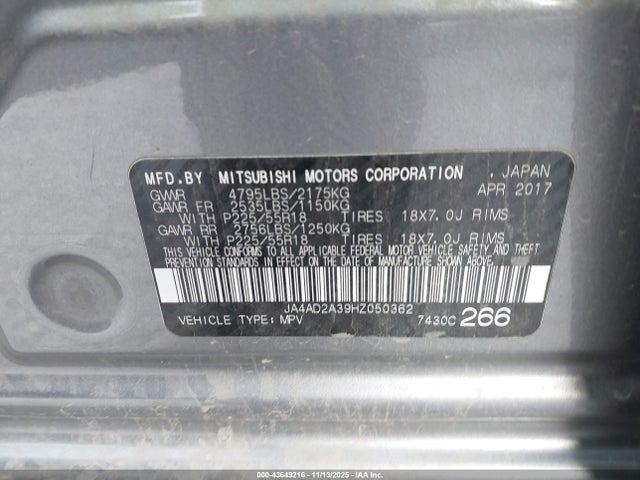 MFD.BY MITSUBISHI MOTORS CORPORATION , JAPAN
GVWR 4795LBS/2175KG APR 2017
GAWR FR 2535LBS/1150KG
WITH P225/55R18 TIRES 18X7.0J RIMS
GAWR RR 2756LBS/1250KG
WITH P225/55R18 TIRES 18X7.0J RIMS
THIS VEHICLE CONFORMS TO ALL APPLICABLE FEDERAL MOTOR VEHICLE SAFETY AND THEFT
PREVENTION STANDARDS IN EFFECT ON THE DATE OF MANUFACTURE SHOWN ABOVE.
JA4AD2A39HZ050362
VEHICLE TYPE: MPV 7430C 266
000-43649216 - 11/13/2025 - IAA Inc.